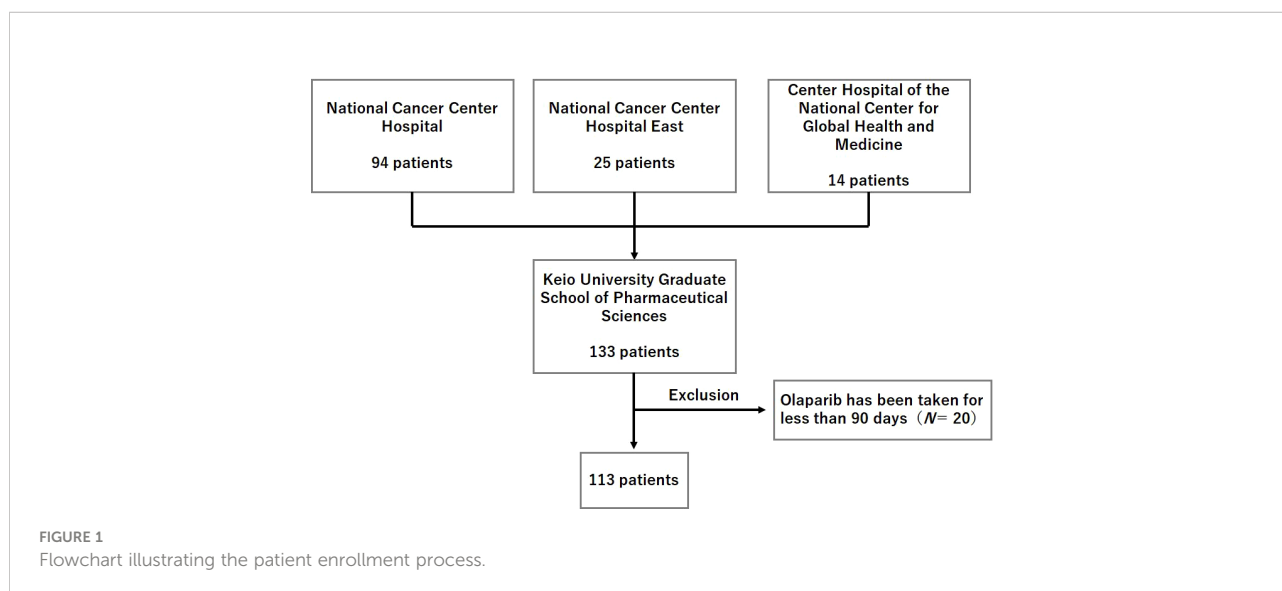 National Cancer Center
Hospital
94 patients
National Cancer Center
Hospital East
25 patients
Center Hospital of the
National Center for
Global Health and
Medicine
14 patients
Keio University Graduate
School of Pharmaceutical
Sciences
133 patients
Exclusion
Olaparib has been taken for
less than 90 days（N= 20）
113 patients
FIGURE 1
Flowchart illustrating the patient enrollment process.